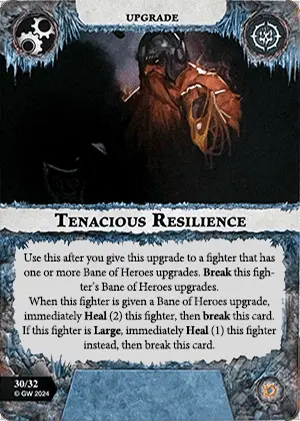 UPGRADE
TENACIOUS RESILIENCE
Use this after you give this upgrade to a fighter that has
one or more Bane of Heroes upgrades. Break this figh-
ter's Bane of Heroes upgrades.
When this fighter is given a Bane of Heroes upgrade,
immediately Heal (2) this fighter, then break this card.
If this fighter is Large, immediately Heal (1) this fighter
instead, then break this card.
30/32
© GW 2024